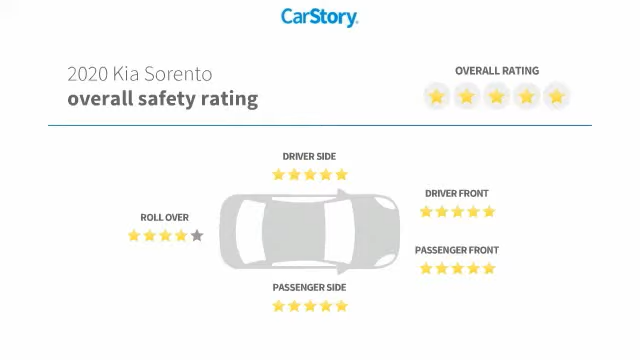 CarStory
2020 Kia Sorento
overall safety rating
OVERALL RATING
DRIVER SIDE
DRIVER FRONT
ROLL OVER
PASSENGER FRONT
PASSENGER SIDE